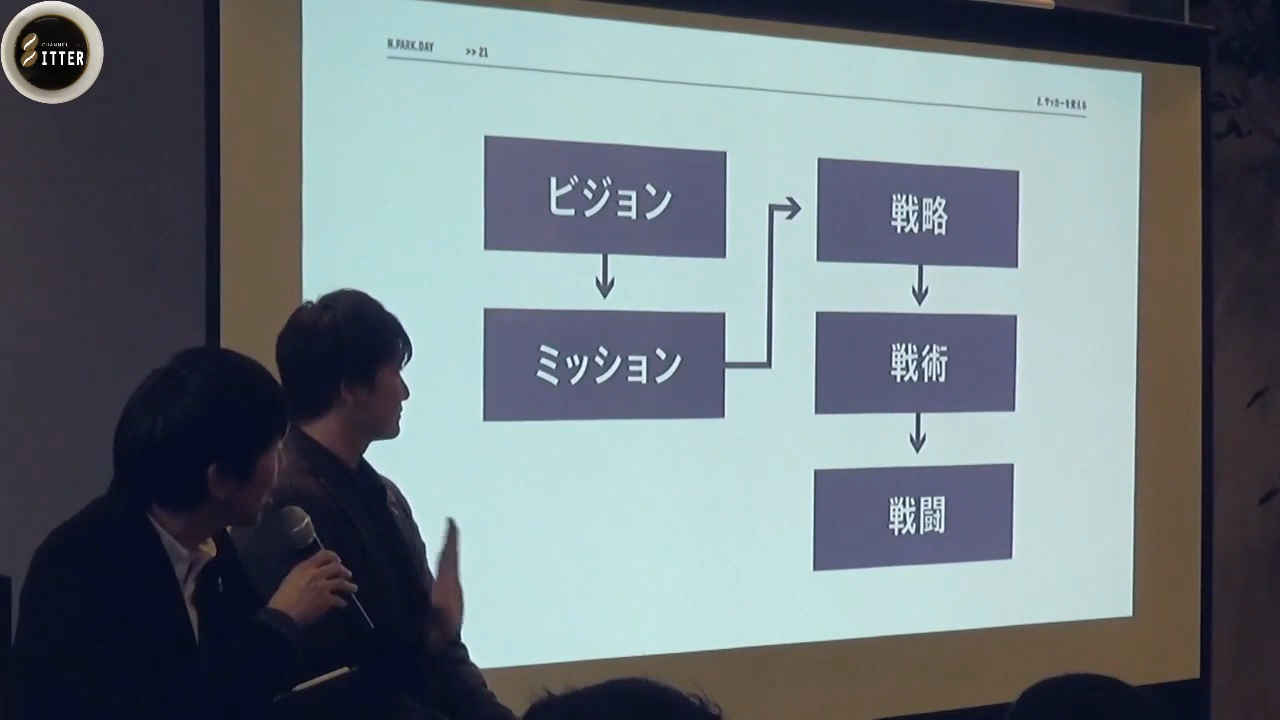 CHANNEL
BITTER
N.PARK.DAY >> 21
2. サッカーを変える
ビジョン
ミッション
戦略
戦術
戦闘